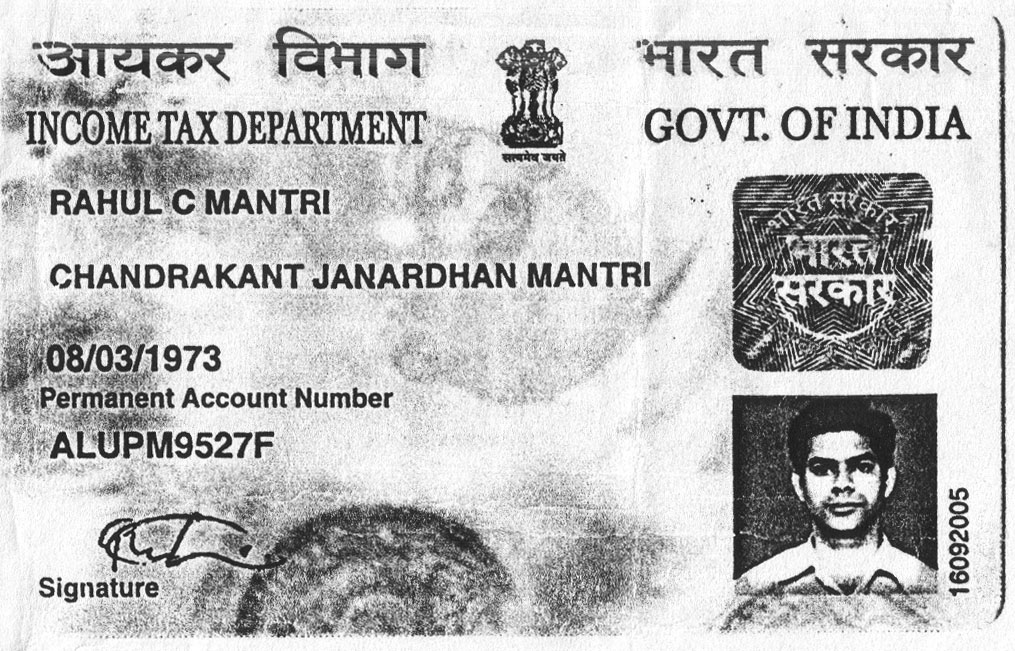 आयकर विभाग
INCOME TAX DEPARTMENT
सत्यमेव जयते
भारत सरकार
GOVT. OF INDIA
RAHUL C MANTRI
CHANDRAKANT JANARDHAN MANTRI
08/03/1973
Permanent Account Number
ALUPM9527F
Signature
भारत सरकार
भारत
सरकार
16092005